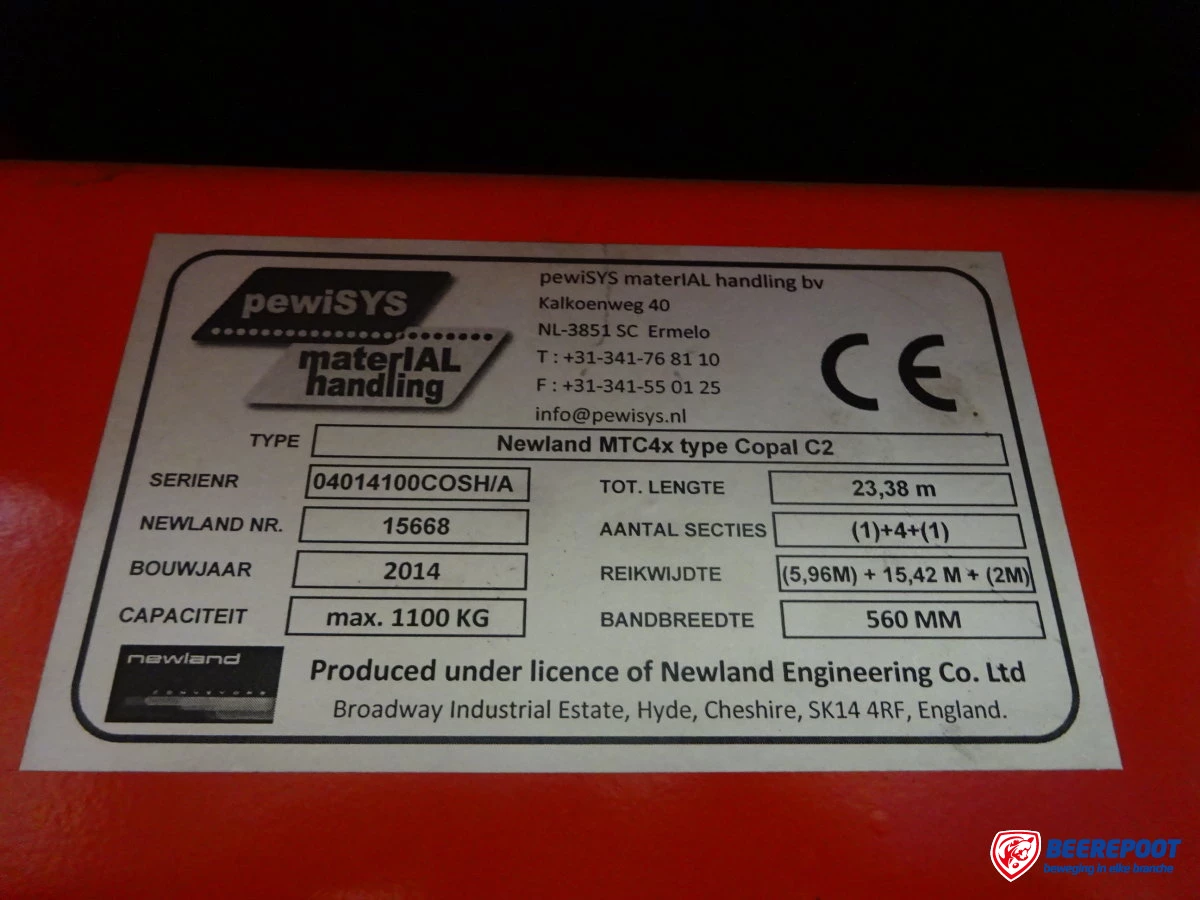 pewiSYS
materIAL
handling
pewiSYS materIAL handling bv
Kalkoenweg 40
NL-3851 SC Ermelo
T : +31-341-76 81 10
F : +31-341-55 01 25
info@pewisys.nl
CE
TYPE Newland MTC4x type Copal C2
SERIENR 04014100COSH/A TOT. LENGTE 23,38 m
NEWLAND NR. 15668 AANTAL SECTIES (1)+4+(1)
BOUWJAAR 2014 REIKWIJDTE (5,96M) + 15,42 M + (2M)
CAPACITEIT max. 1100 KG BANDBREEDTE 560 MM
newland
CONVEYORS
Produced under licence of Newland Engineering Co. Ltd
Broadway Industrial Estate, Hyde, Cheshire, SK14 4RF, England.
BEEREPOOT
beweging in elke branche